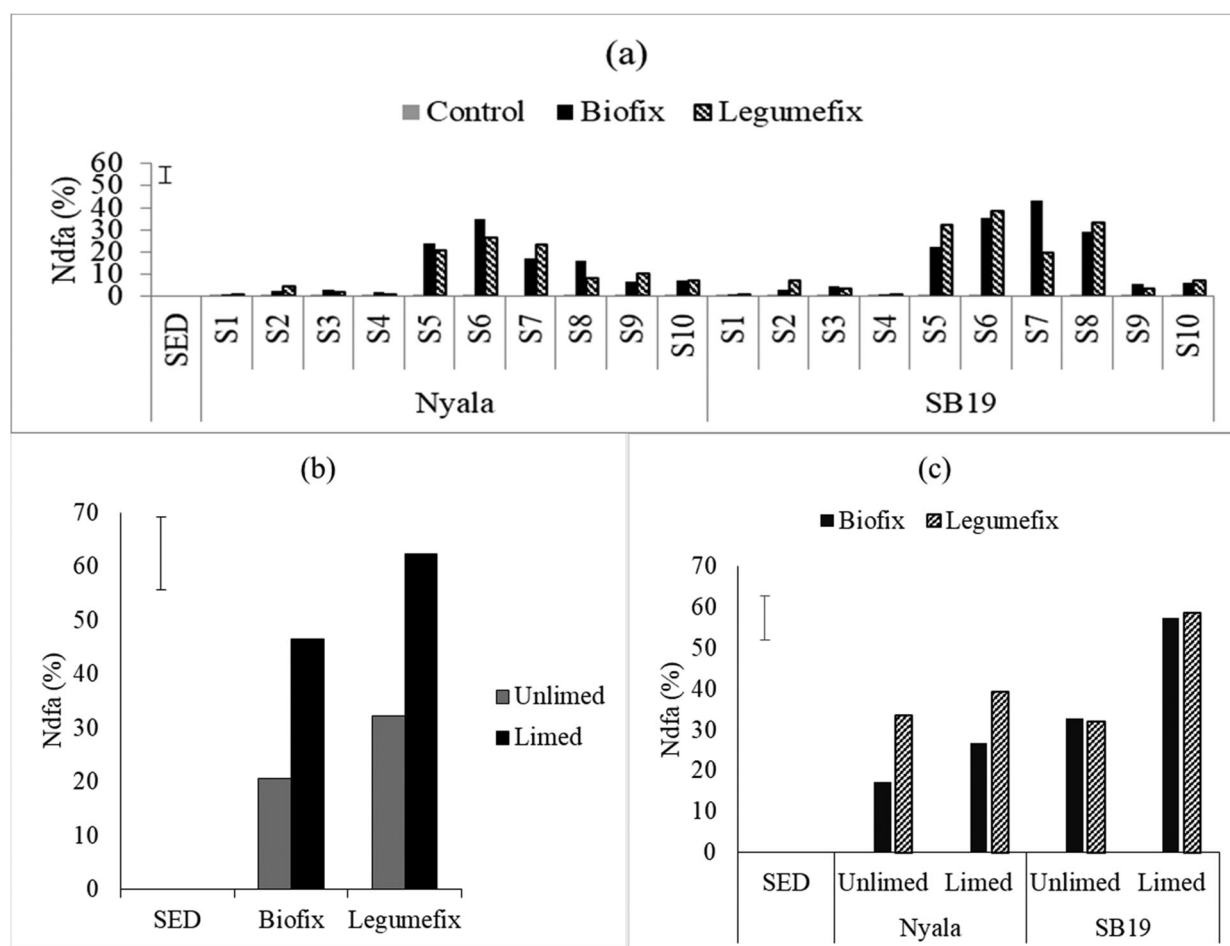 (a)
Control Biofix Legumefix
Ndfa (%)
60
50
40
30
20
10
0
SED S1 S2 S3 S4 S5 S6 S7 S8 S9 S10 S1 S2 S3 S4 S5 S6 S7 S8 S9 S10
Nyala SB19
(b)
Ndfa (%)
70
60
50
40
30
20
10
0
Unlimed
Limed
SED Biofix Legumefix
(c)
Biofix Legumefix
Ndfa (%)
70
60
50
40
30
20
10
0
SED Unlimed Limed Unlimed Limed
Nyala SB19